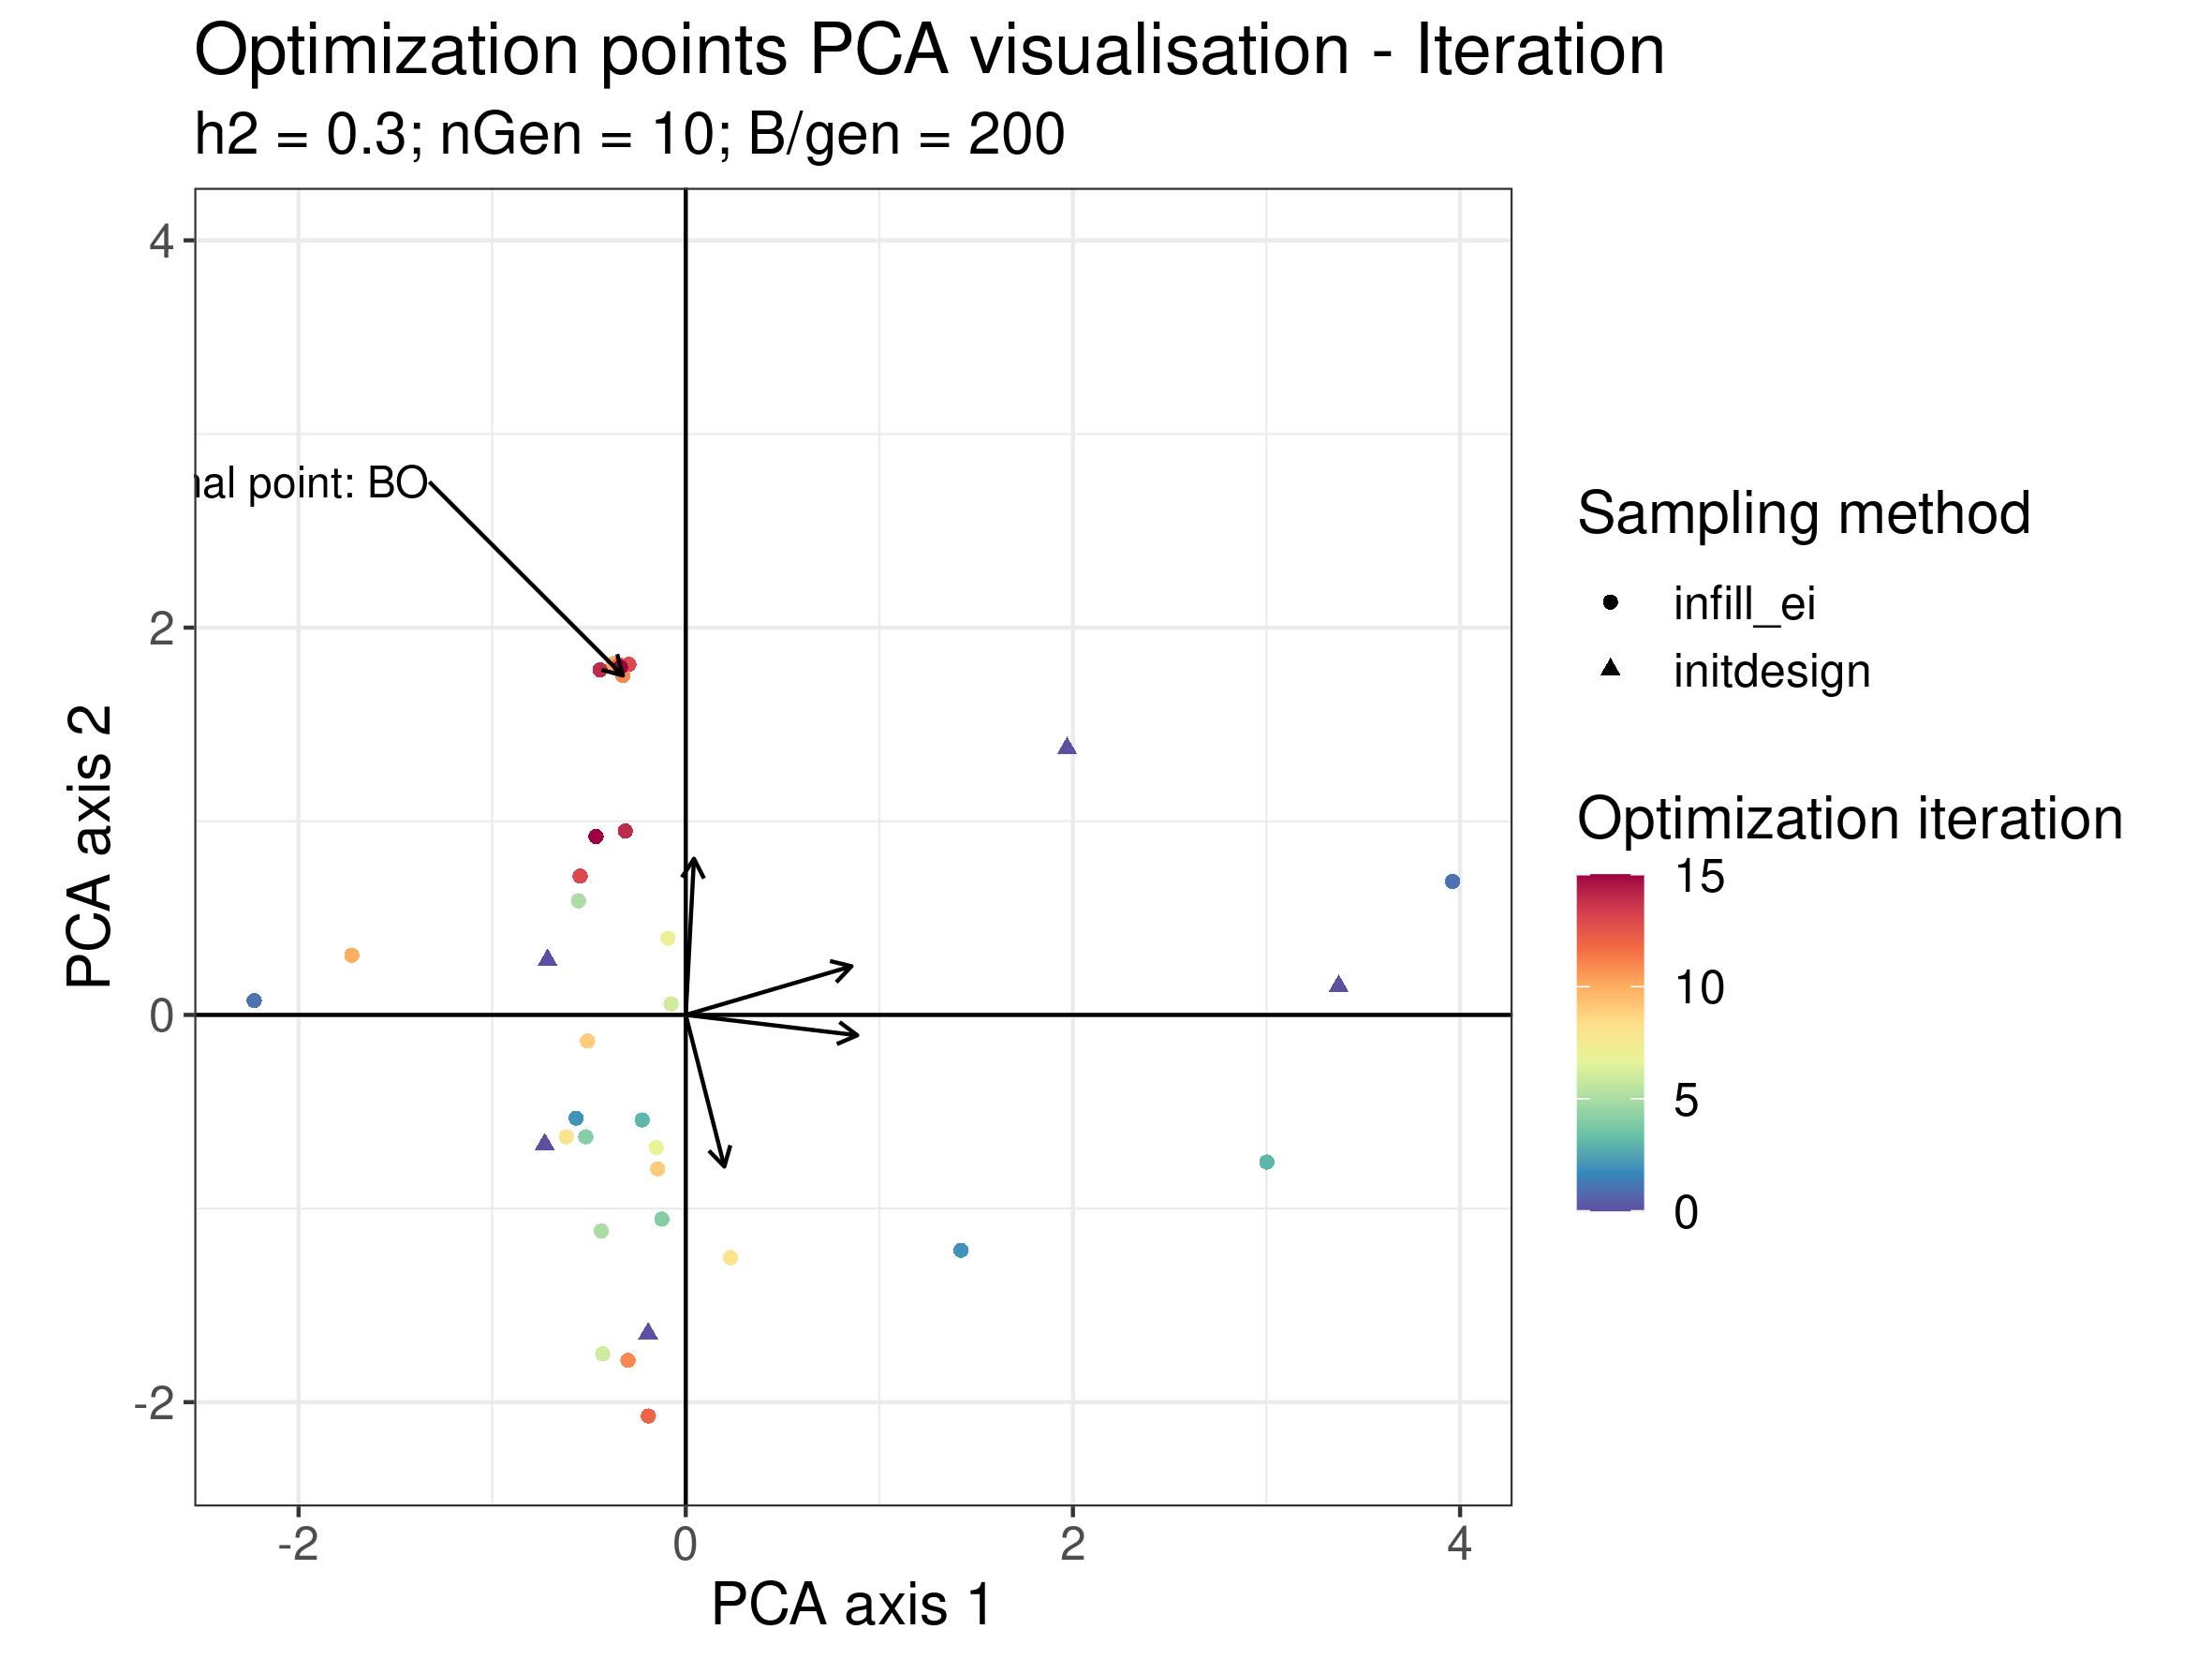 Optimization points PCA visualisation - Iteration
h2 = 0.3; nGen = 10; B/gen = 200
4
2
0
-2
PCA axis 2
al point: BO
-2
0
2
4
PCA axis 1
Sampling method
infill_ei
initdesign
Optimization iteration
15
10
5
0